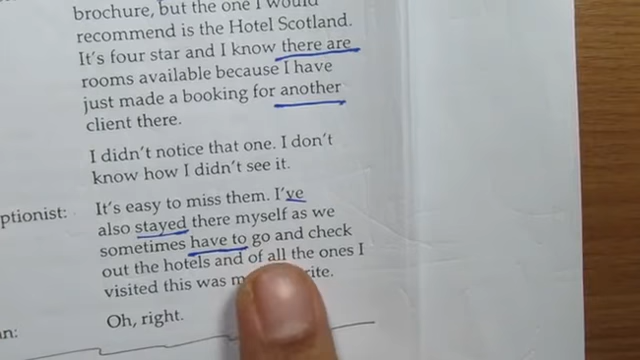 brochure, but the one I would
recommend is the Hotel Scotland.
It's four star and I know there are
rooms available because I have
just made a booking for another
client there.
I didn't notice that one. I don't
know how I didn't see it.
ptionist: It's easy to miss them. I've
also stayed there myself as we
sometimes have to go and check
out the hotels and of all the ones I
visited this was
n: Oh, right.